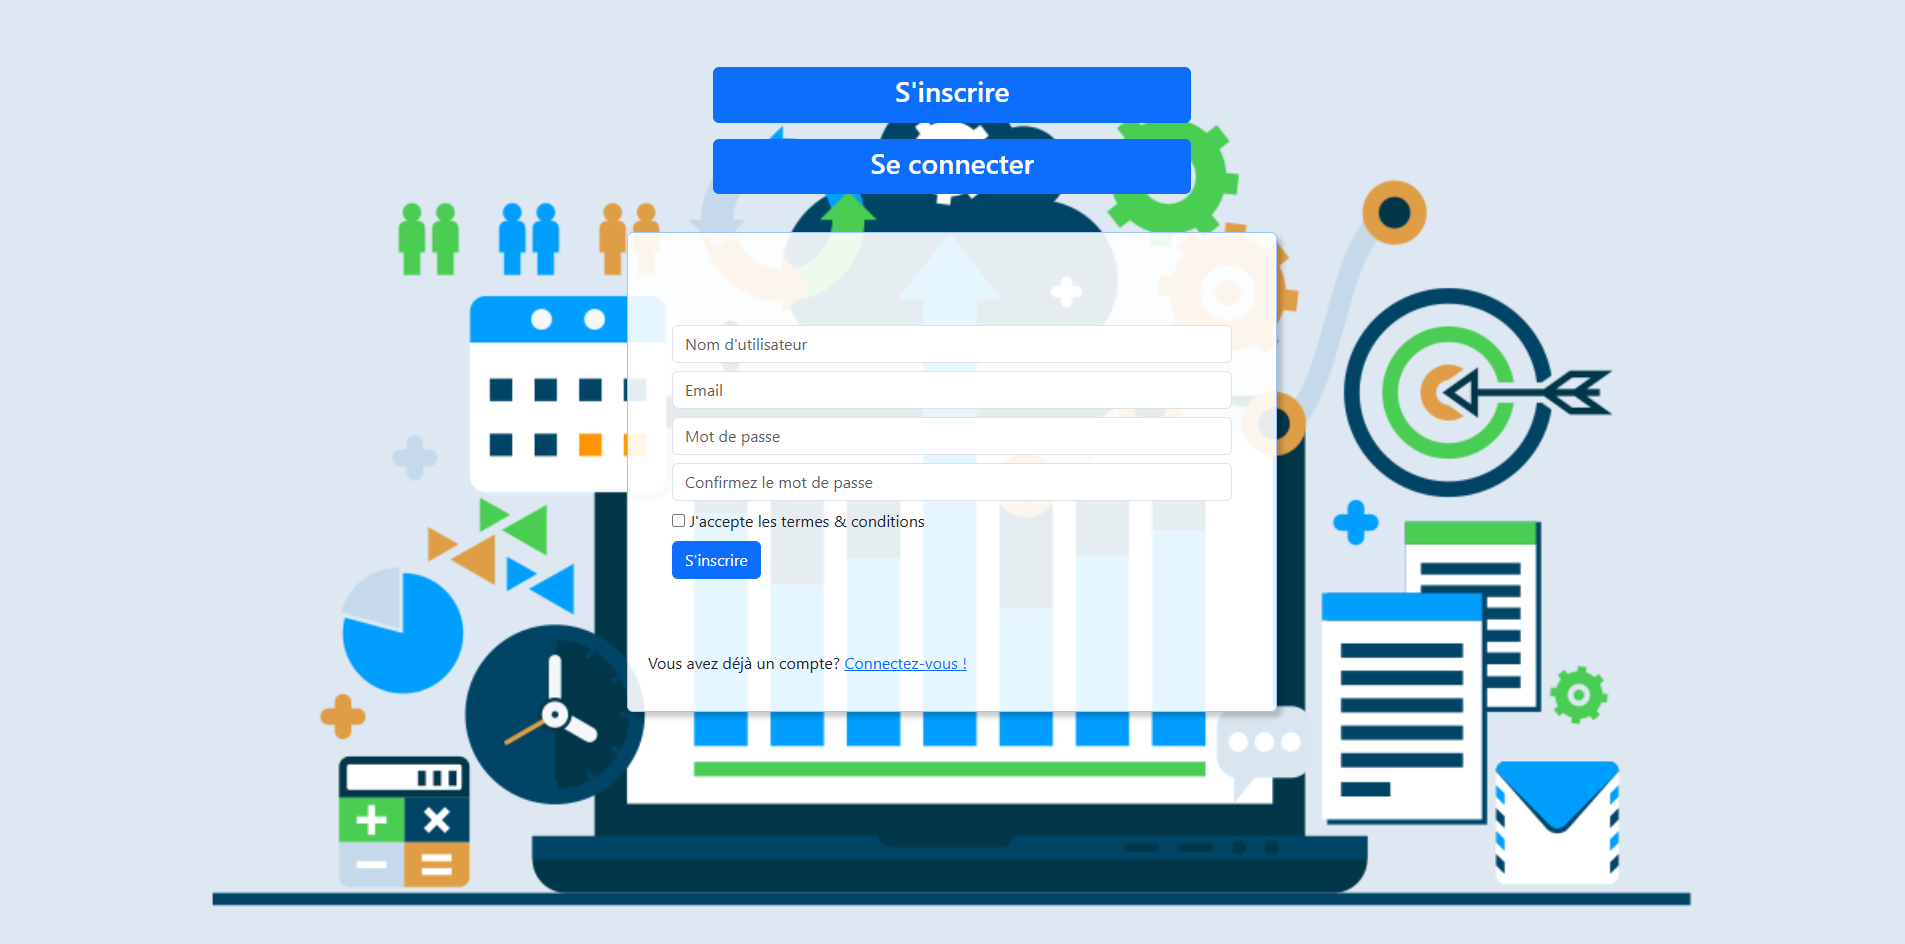 S'inscrire
Se connecter
Nom d'utilisateur
Email
Mot de passe
Confirmez le mot de passe
J'accepte les termes & conditions
S'inscrire
Vous avez déjà un compte? Connectez-vous !